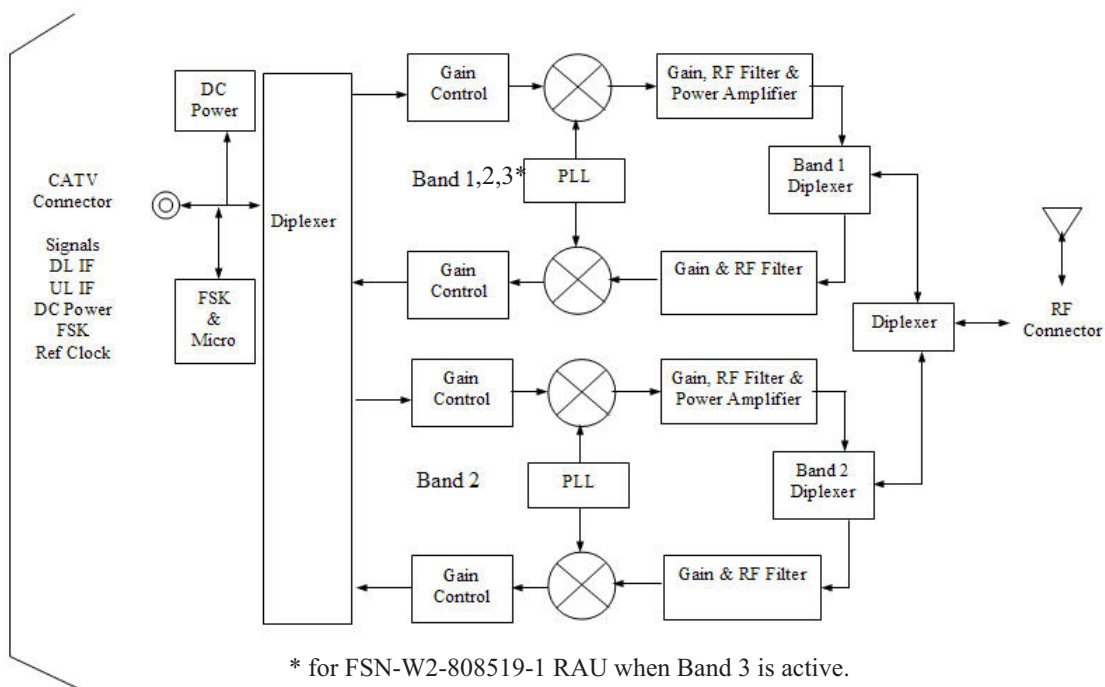 DC
Power
CATV
Connector
Signals
DL IF
UL IF
DC Power
FSK
Ref Clock
FSK
&
Micro
Diplexer
Gain
Control
Gain, RF Filter &
Power Amplifier
Band 1,2,3*
PLL
Band 1
Diplexer
Gain
Control
Gain & RF Filter
Diplexer
RF
Connector
Gain
Control
Gain, RF Filter &
Power Amplifier
Band 2
PLL
Band 2
Diplexer
Gain
Control
Gain & RF Filter
* for FSN-W2-808519-1 RAU when Band 3 is active.